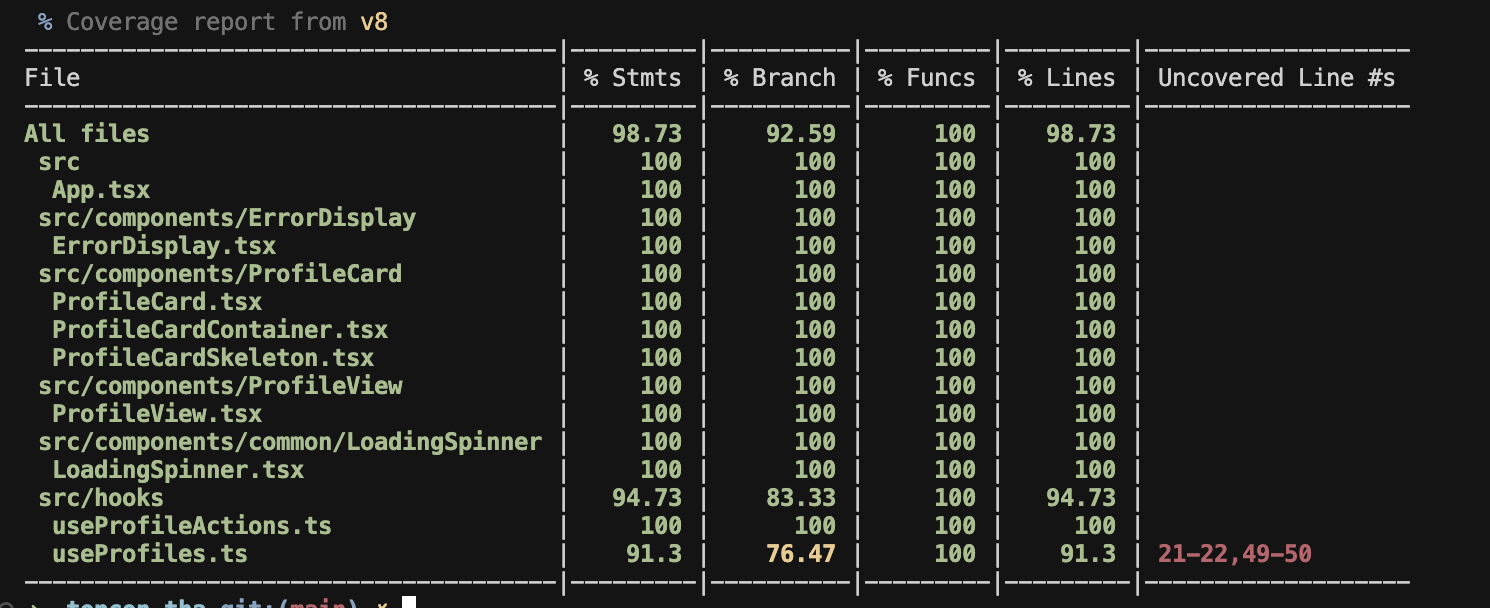 % Coverage report from v8
File | % Stmts | % Branch | % Funcs | % Lines | Uncovered Line #s
All files | 98.73 | 92.59 | 100 | 98.73 |
src | 100 | 100 | 100 | 100 |
App.tsx | 100 | 100 | 100 | 100 |
src/components/ErrorDisplay | 100 | 100 | 100 | 100 |
ErrorDisplay.tsx | 100 | 100 | 100 | 100 |
src/components/ProfileCard | 100 | 100 | 100 | 100 |
ProfileCard.tsx | 100 | 100 | 100 | 100 |
ProfileCardContainer.tsx | 100 | 100 | 100 | 100 |
ProfileCardSkeleton.tsx | 100 | 100 | 100 | 100 |
src/components/ProfileView | 100 | 100 | 100 | 100 |
ProfileView.tsx | 100 | 100 | 100 | 100 |
src/components/common/LoadingSpinner | 100 | 100 | 100 | 100 |
LoadingSpinner.tsx | 100 | 100 | 100 | 100 |
src/hooks | 94.73 | 83.33 | 100 | 94.73 |
useProfileActions.ts | 100 | 100 | 100 | 100 |
useProfiles.ts | 91.3 | 76.47 | 100 | 91.3 | 21-22,49-50
git:(main)